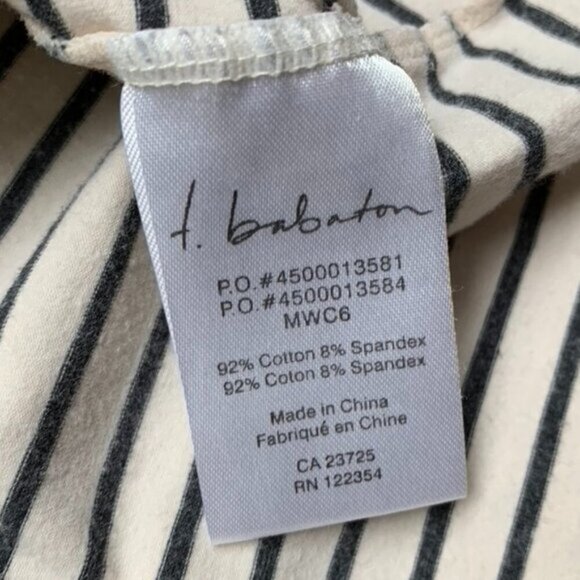 t. babaton
P.O.#4500013581
P.O.#4500013584
MWC6
92% Cotton 8% Spandex
92% Coton 8% Spandex
Made in China
Fabriqué en Chine
CA 23725
RN 122354